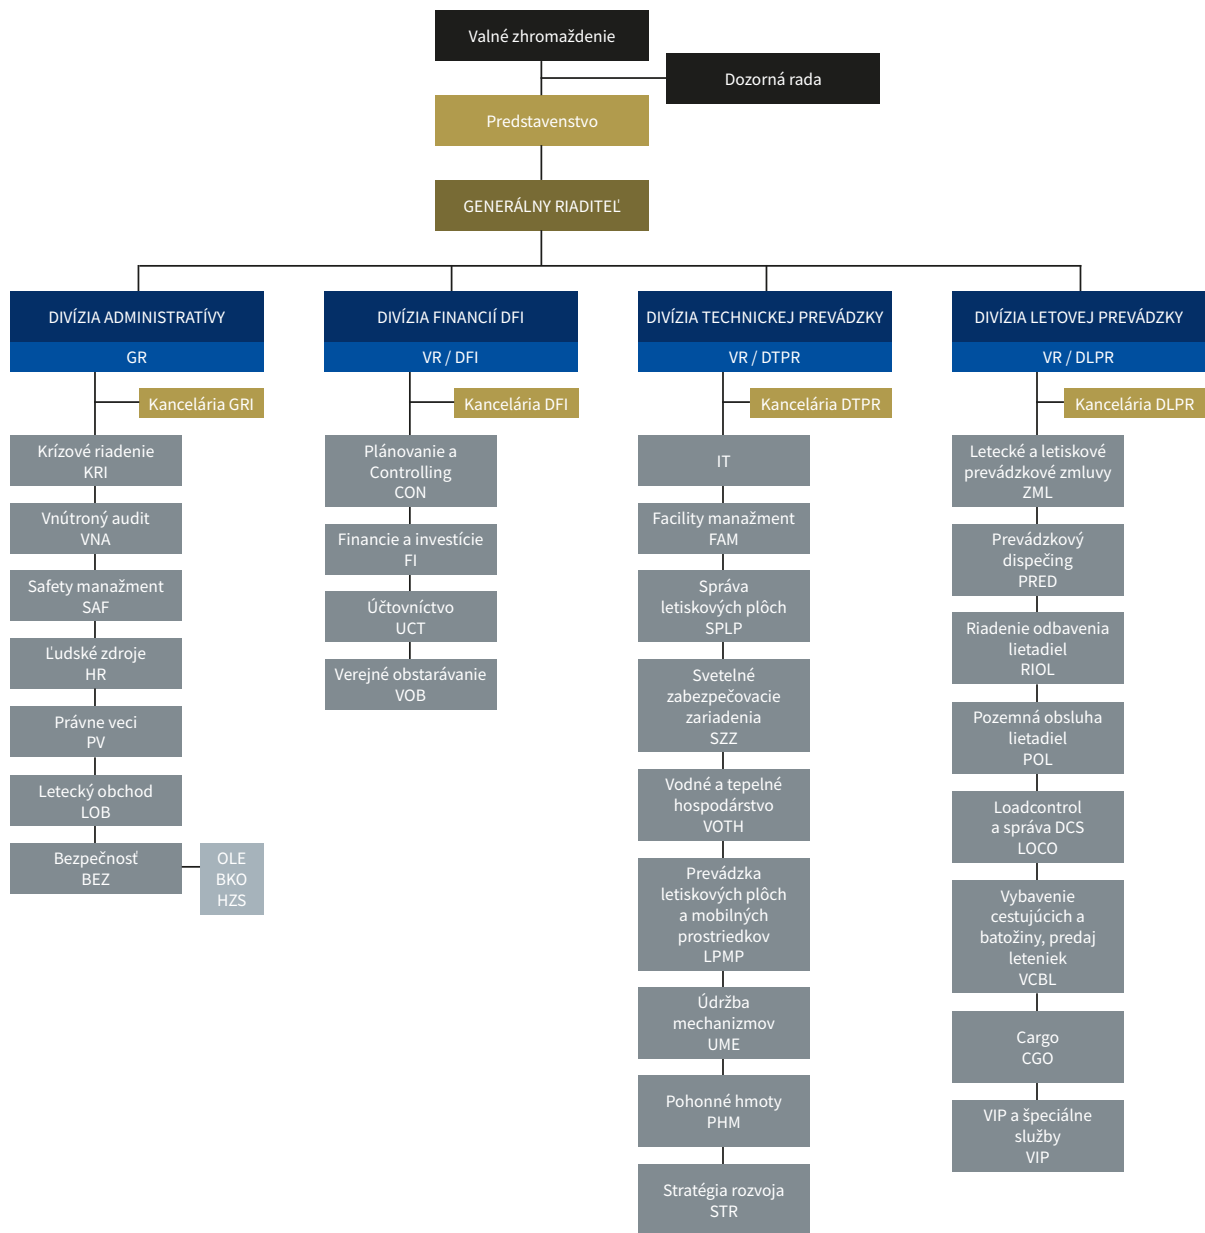 Valné zhromaždenie
Dozorná rada
Predstavenstvo
GENERÁLNY RIADITEĽ
DIVÍZIA ADMINISTRATÍVY
GR
Kancelária GRI
Krízové riadenie
KRI
Vnútroný audit
VNA
Safety manažment
SAF
Ľudské zdroje
HR
Právne veci
PV
Letecký obchod
LOB
Bezpečnosť
BEZ
OLE
BKO
HZS
DIVÍZIA FINANCIÍ DFI
VR / DFI
Kancelária DFI
Plánovanie a
Controlling
CON
Financie a investície
FI
Účtovníctvo
UCT
Verejné obstarávanie
VOB
DIVÍZIA TECHNICKEJ PREVÁDZKY
VR / DTPR
Kancelária DTPR
IT
Facility manažment
FAM
Správa
letiskových plôch
SPLP
Svetelné
zabezpečovacie
zariadenia
SZZ
Vodné a tepelné
hospodárstvo
VOTH
Prevádzka
letiskových plôch
a mobilných
prostriedkov
LPMP
Údržba
mechanizmov
UME
Pohonné hmoty
PHM
Stratégia rozvoja
STR
DIVÍZIA LETOVEJ PREVÁDZKY
VR / DLPR
Kancelária DLPR
Letecké a letiskové
prevádzkové zmluvy
ZML
Prevádzkový
dispečing
PRED
Riadenie odbavenia
lietadiel
RIOL
Pozemná obsluha
lietadiel
POL
Loadcontrol
a správa DCS
LOCO
Vybavenie
cestujúcich a
batožiny, predaj
leteniek
VCBL
Cargo
CGO
VIP a špeciálne
služby
VIP